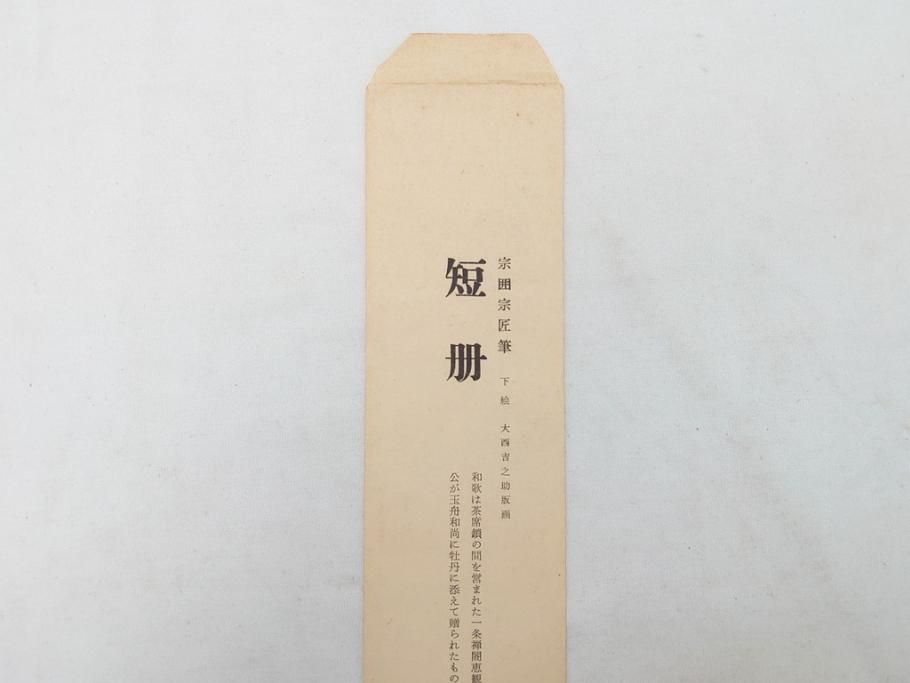 宗囲宗匠筆 下絵 大西吉之助版画
短册
和歌は茶席鎖の間を営まれた一条禅閤恵観
公が玉舟和尚に牡丹に添えて贈られたもの